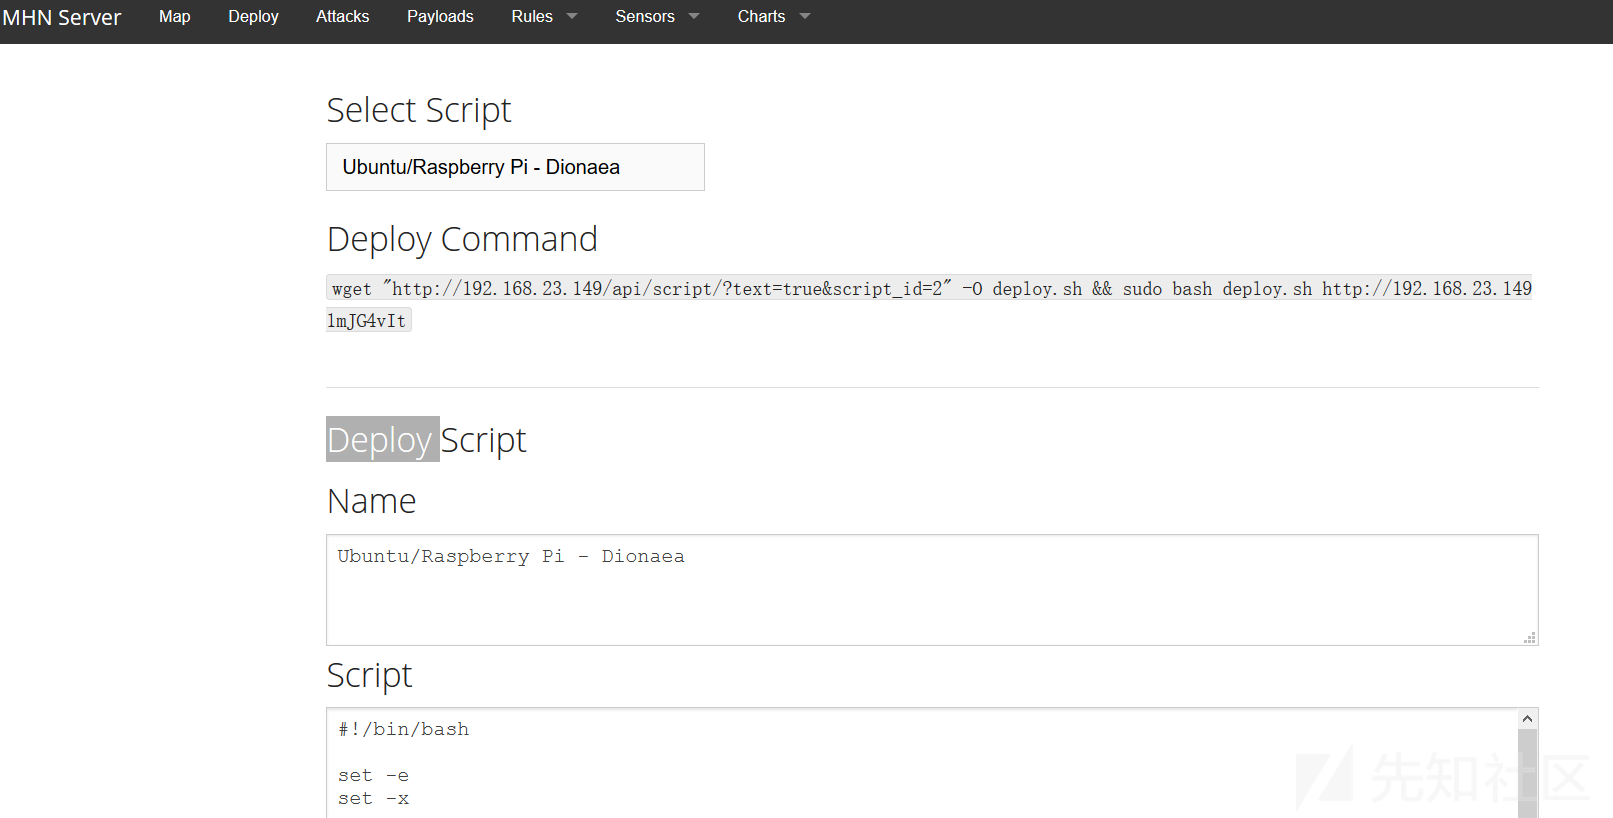 MHN Server Map Deploy Attacks Payloads Rules Sensors Charts
Select Script
Ubuntu/Raspberry Pi - Dionaea
Deploy Command
wget "http://192.168.23.149/api/script/?text=true&script_id=2" -O deploy.sh && sudo bash deploy.sh http://192.168.23.149
lmJG4vIt
Deploy Script
Name
Ubuntu/Raspberry Pi - Dionaea
Script
#!/bin/bash
set -e
set -x
先知社区